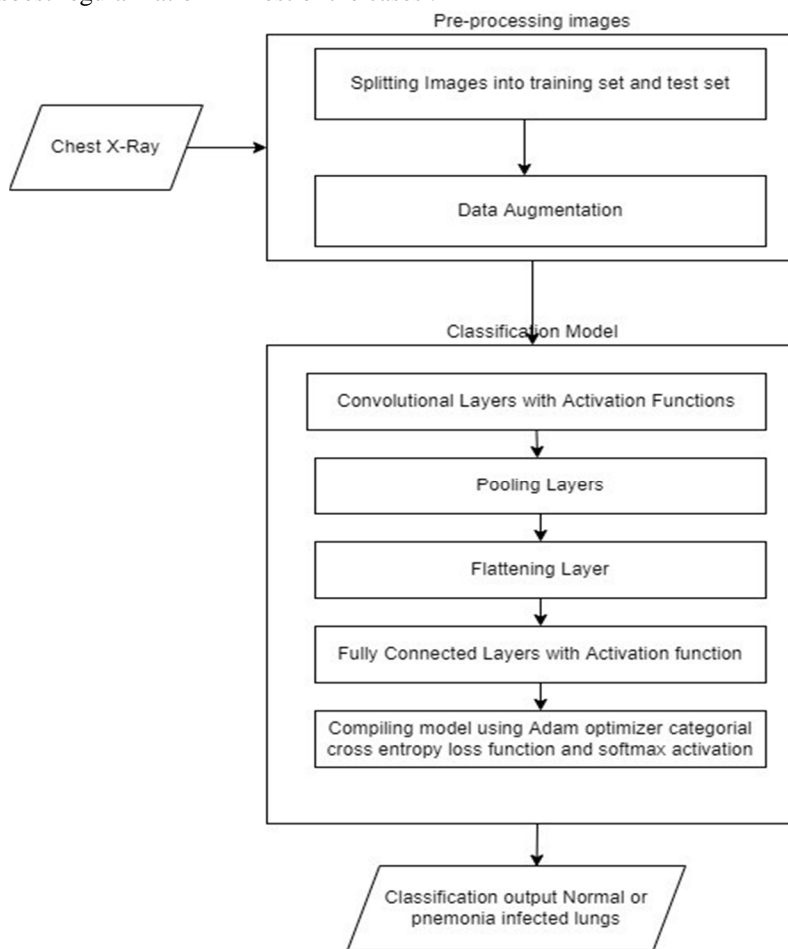 Pre-processing images
Splitting Images into training set and test set
Chest X-Ray
Data Augmentation
Classification Model
Convolutional Layers with Activation Functions
Pooling Layers
Flattening Layer
Fully Connected Layers with Activation function
Compiling model using Adam optimizer categorial
cross entropy loss function and softmax activation
Classification output Normal or
pnemonia infected lungs